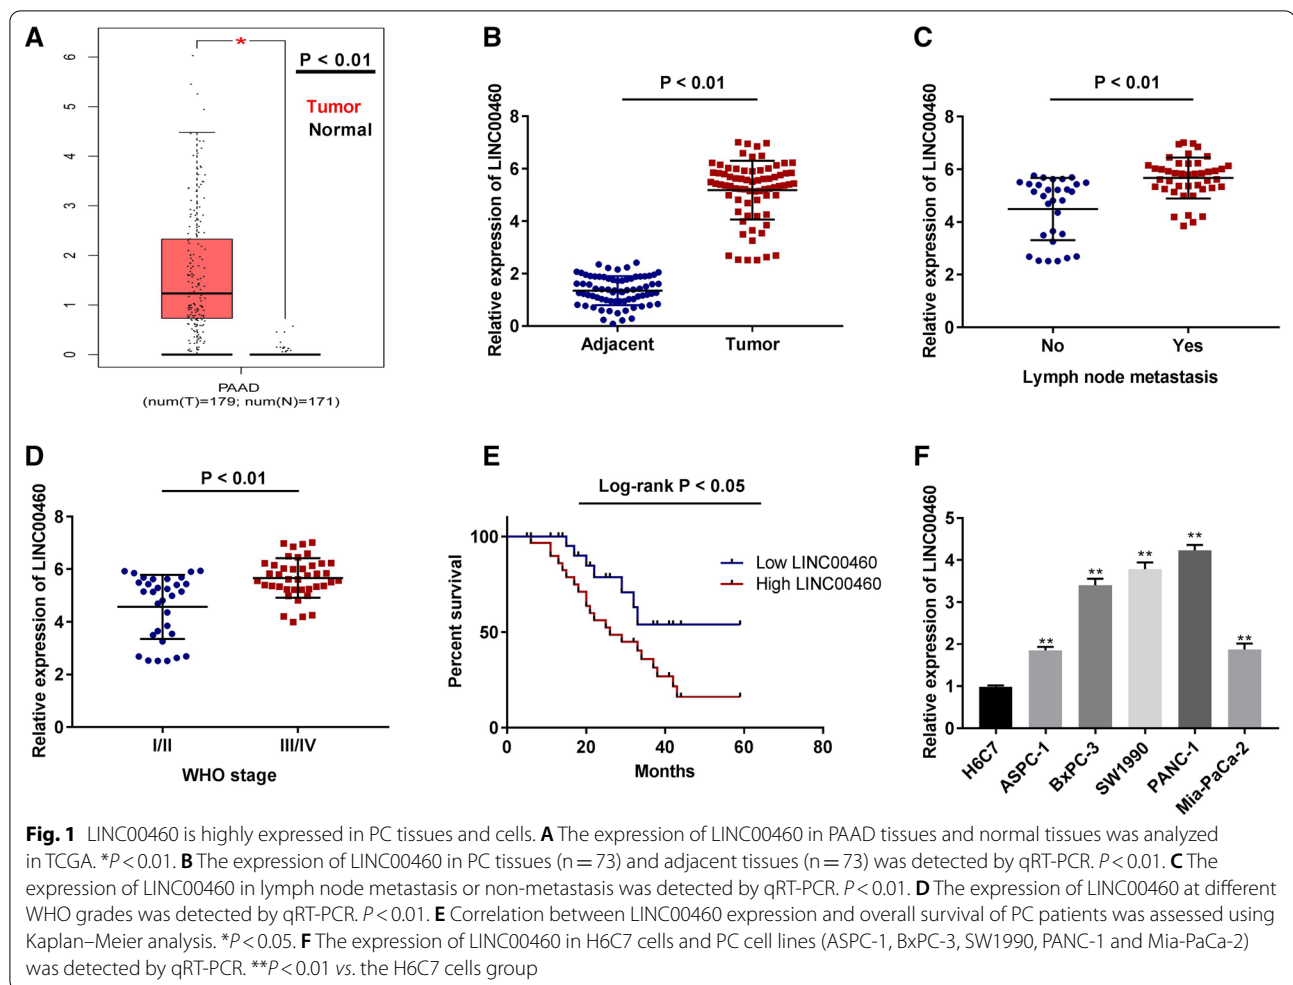 A
P < 0.01
*
Tumor
Normal
6
5
4
3
2
1
0
PAAD
(num(T)=179; num(N)=171)
B
P < 0.01
Relative expression of LINC00460
8
6
4
2
0
Adjacent
Tumor
C
P < 0.01
Relative expression of LINC00460
8
6
4
2
0
No
Yes
Lymph node metastasis
D
P < 0.01
Relative expression of LINC00460
8
6
4
2
0
I/II
III/IV
WHO stage
E
Log-rank P < 0.05
Percent survival
100
50
0
Low LINC00460
High LINC00460
0
20
40
60
80
Months
F
Relative expression of LINC00460
5
4
3
2
1
0
**
**
**
**
**
H6C7
ASPC-1
BxPC-3
SW1990
PANC-1
Mia-PaCa-2
Fig. 1 LINC00460 is highly expressed in PC tissues and cells. A The expression of LINC00460 in PAAD tissues and normal tissues was analyzed
in TCGA. *P < 0.01. B The expression of LINC00460 in PC tissues (n = 73) and adjacent tissues (n = 73) was detected by qRT-PCR. P < 0.01. C The
expression of LINC00460 in lymph node metastasis or non-metastasis was detected by qRT-PCR. P < 0.01. D The expression of LINC00460 at different
WHO grades was detected by qRT-PCR. P < 0.01. E Correlation between LINC00460 expression and overall survival of PC patients was assessed using
Kaplan–Meier analysis. *P < 0.05. F The expression of LINC00460 in H6C7 cells and PC cell lines (ASPC-1, BxPC-3, SW1990, PANC-1 and Mia-PaCa-2)
was detected by qRT-PCR. **P < 0.01 vs. the H6C7 cells group